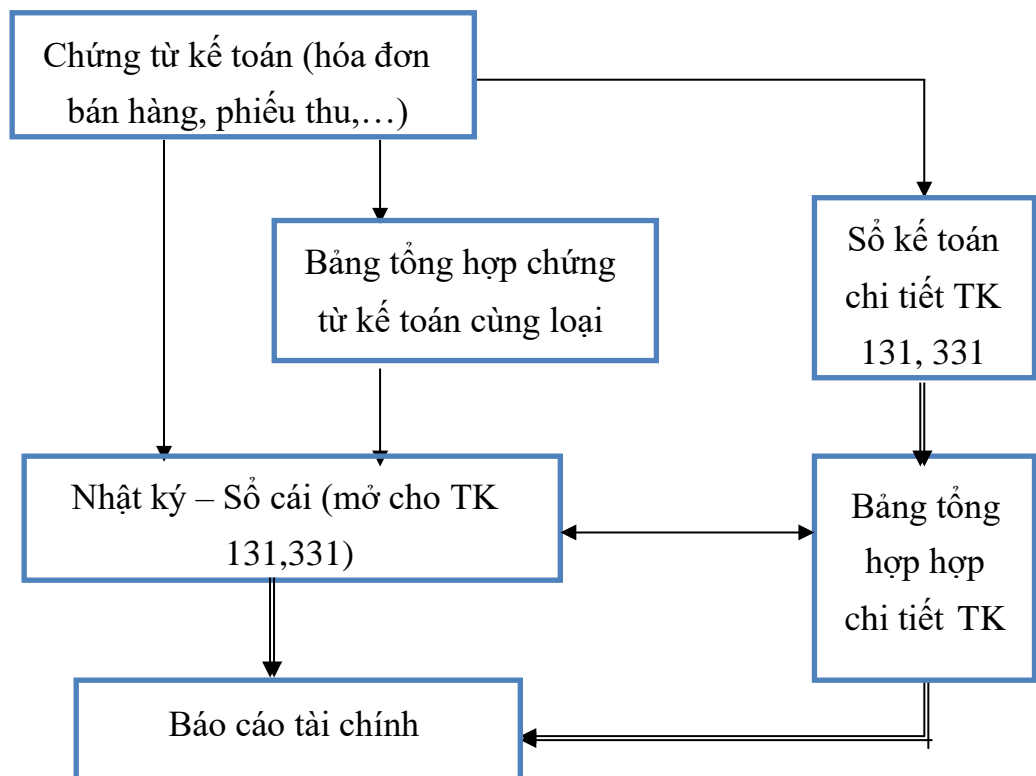 Chứng từ kế toán (hóa đơn
bán hàng, phiếu thu,…)
Bảng tổng hợp chứng
từ kế toán cùng loại
Sổ kế toán
chi tiết TK
131, 331
Nhật ký – Sổ cái (mở cho TK
131,331)
Bảng tổng
hợp hợp
chi tiết TK
Báo cáo tài chính